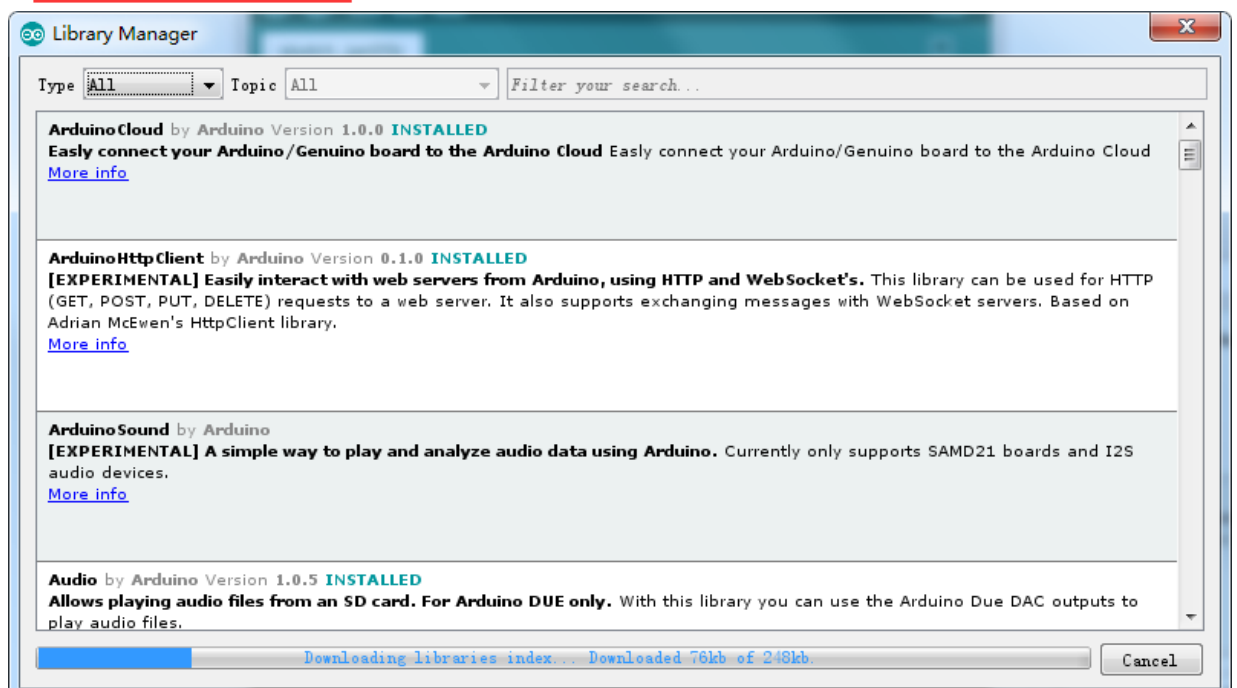 Library Manager
Type All Topic All Filter your search...
ArduinoCloud by Arduino Version 1.0.0 INSTALLED
Easly connect your Arduino/Genuino board to the Arduino Cloud Easly connect your Arduino/Genuino board to the Arduino Cloud
More info
ArduinoHttpClient by Arduino Version 0.1.0 INSTALLED
[EXPERIMENTAL] Easily interact with web servers from Arduino, using HTTP and WebSocket's. This library can be used for HTTP
(GET, POST, PUT, DELETE) requests to a web server. It also supports exchanging messages with WebSocket servers. Based on
Adrian McEwen's HttpClient library.
More info
ArduinoSound by Arduino
[EXPERIMENTAL] A simple way to play and analyze audio data using Arduino. Currently only supports SAMD21 boards and I2S
audio devices.
More info
Audio by Arduino Version 1.0.5 INSTALLED
Allows playing audio files from an SD card. For Arduino DUE only. With this library you can use the Arduino Due DAC outputs to
play audio files.
Downloading libraries index... Downloaded 76kb of 248kb.
Cancel